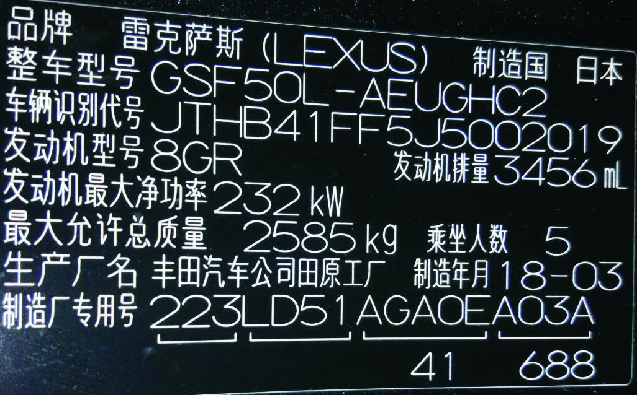 品牌 雷克萨斯 (LEXUS) 制造国 日本
整车型号 GSF50L-AEUGHC2
车辆识别代号 JTHB41FF5J5002019
发动机型号 8GR 发动机排量 3456 mL
发动机最大净功率 232 kW
最大允许总质量 2585 kg 乘坐人数 5
生产厂名 丰田汽车公司田原工厂 制造年月 18-03
制造厂专用号 223 LD51 AGA0E A03A
41 688